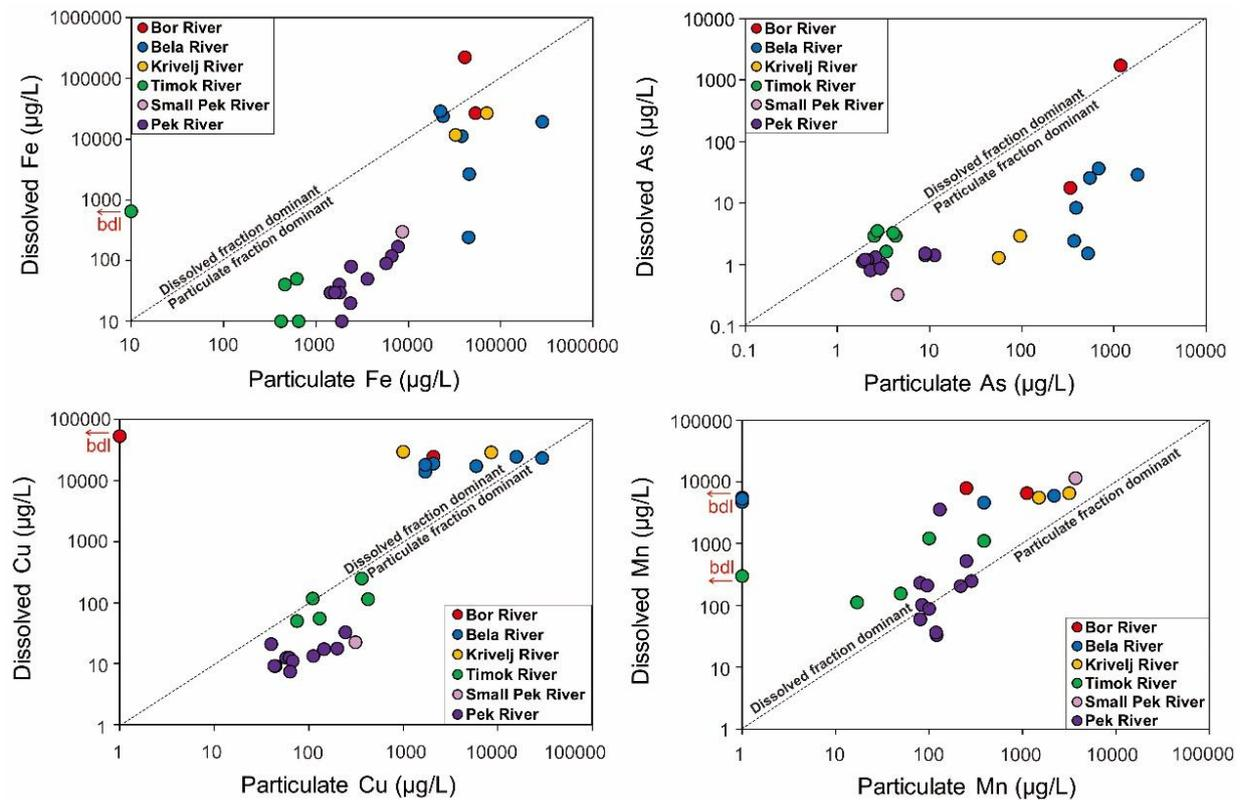 1000000
100000
10000
1000
100
10
Dissolved Fe (µg/L)
Bor River
Bela River
Krivelj River
Timok River
Small Pek River
Pek River
bdl
Dissolved fraction dominant
Particulate fraction dominant
10 100 1000 10000 100000 1000000
Particulate Fe (µg/L)
10000
1000
100
10
1
0.1
Dissolved As (µg/L)
Bor River
Bela River
Krivelj River
Timok River
Small Pek River
Pek River
Dissolved fraction dominant
Particulate fraction dominant
0.1 1 10 100 1000 10000
Particulate As (µg/L)
100000
10000
1000
100
10
1
Dissolved Cu (µg/L)
bdl
Dissolved fraction dominant
Particulate fraction dominant
Bor River
Bela River
Krivelj River
Timok River
Small Pek River
Pek River
1 10 100 1000 10000 100000
Particulate Cu (µg/L)
100000
10000
1000
100
10
1
Dissolved Mn (µg/L)
bdl
bdl
Particulate fraction dominant
Dissolved fraction dominant
Bor River
Bela River
Krivelj River
Timok River
Small Pek River
Pek River
1 10 100 1000 10000 100000
Particulate Mn (µg/L)